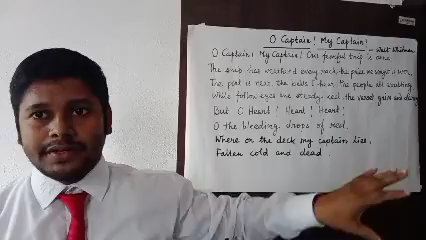 O Captain! My Captain!
- Walt Whitman
O Captain! My Captain! Our fearful trip is done
The ship has weather'd every rack, the prize we sought is won,
The port is near, the bells I hear, the people all exulting
While follow eyes the steady keel, the vessel grim and daring
But O Heart! Heart! Heart!
O the bleeding drops of red,
Where on the deck my captain lies,
Fallen cold and dead.